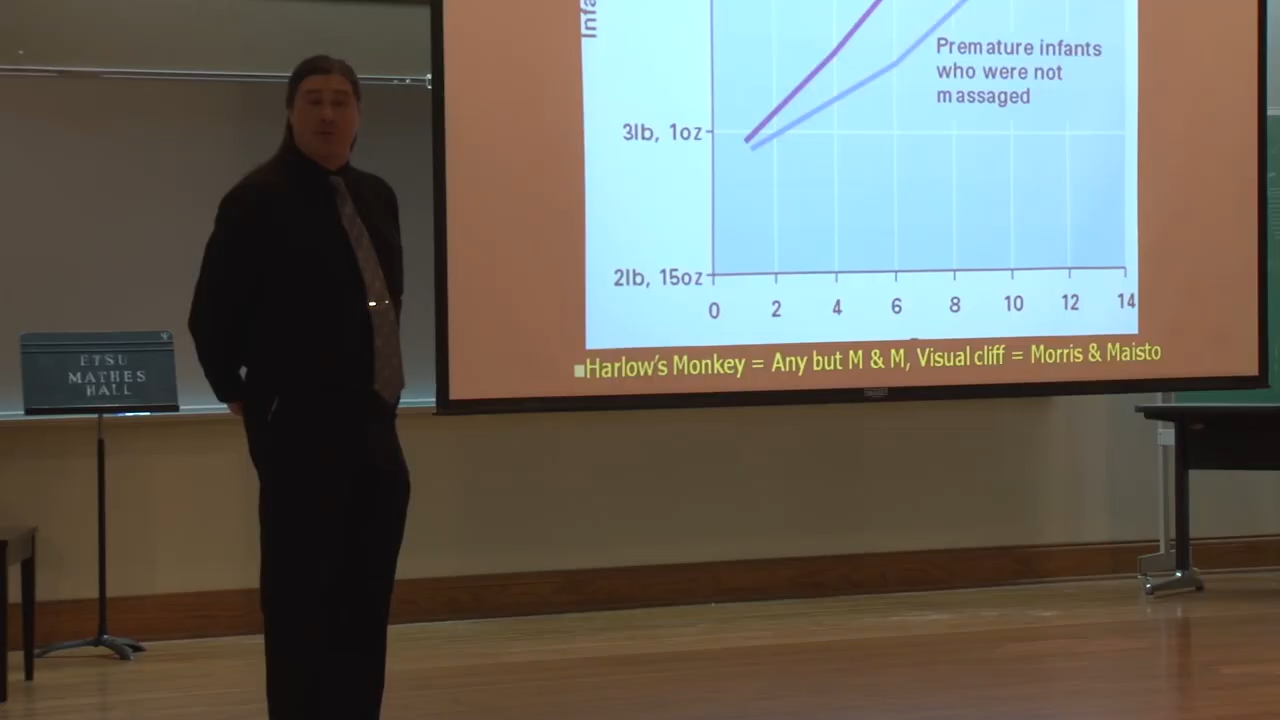 Infa
Premature infants
who were not
massaged
3lb, 1oz
2lb, 15oz
0 2 4 6 8 10 12 14
Harlow's Monkey = Any but M & M, Visual cliff = Morris & Maisto
ETSU
MATHES
HALL